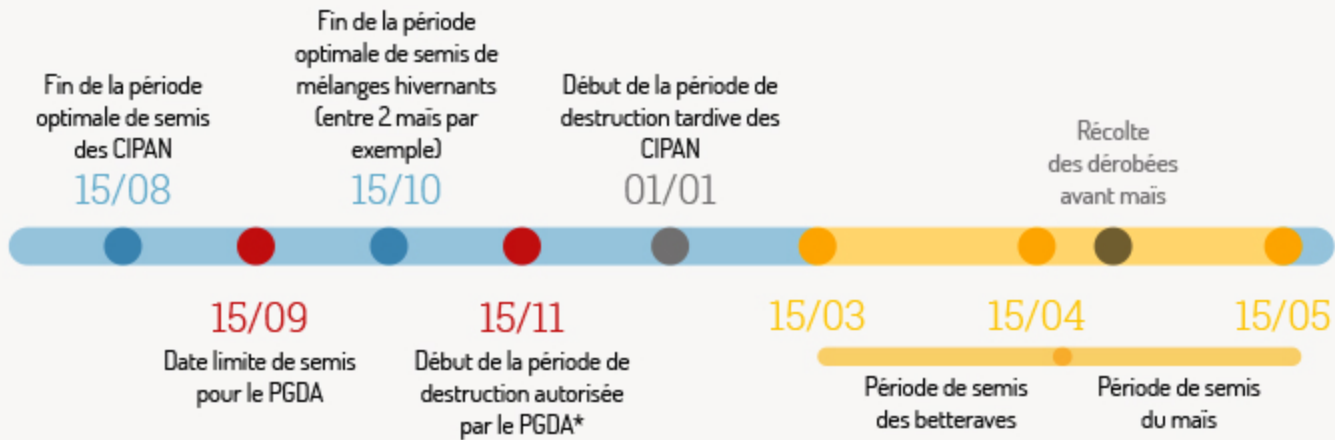 Fin de la période
optimale de semis
des CIPAN
15/08
Fin de la période
optimale de semis de
mélanges hivernants
(entre 2 maïs par
exemple)
15/10
Début de la période de
destruction tardive des
CIPAN
01/01
Récolte
des dérobées
avant maïs
15/09
Date limite de semis
pour le PGDA
15/11
Début de la période de
destruction autorisée
par le PGDA*
15/03
15/04
15/05
Période de semis
des betteraves
Période de semis
du maïs